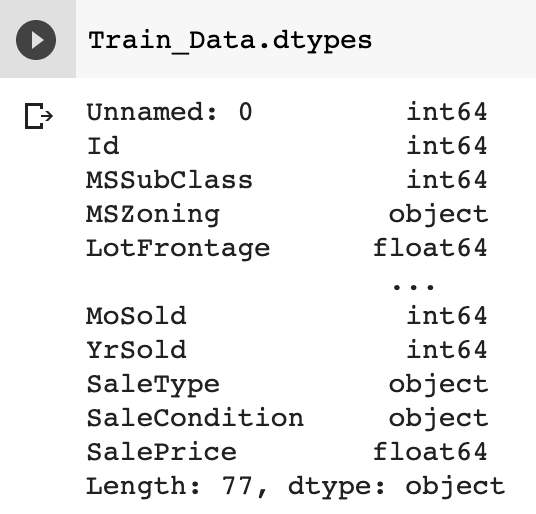 Train_Data.dtypes
Unnamed: 0 int64
Id int64
MSSubClass int64
MSZoning object
LotFrontage float64
...
MoSold int64
YrSold int64
SaleType object
SaleCondition object
SalePrice float64
Length: 77, dtype: object